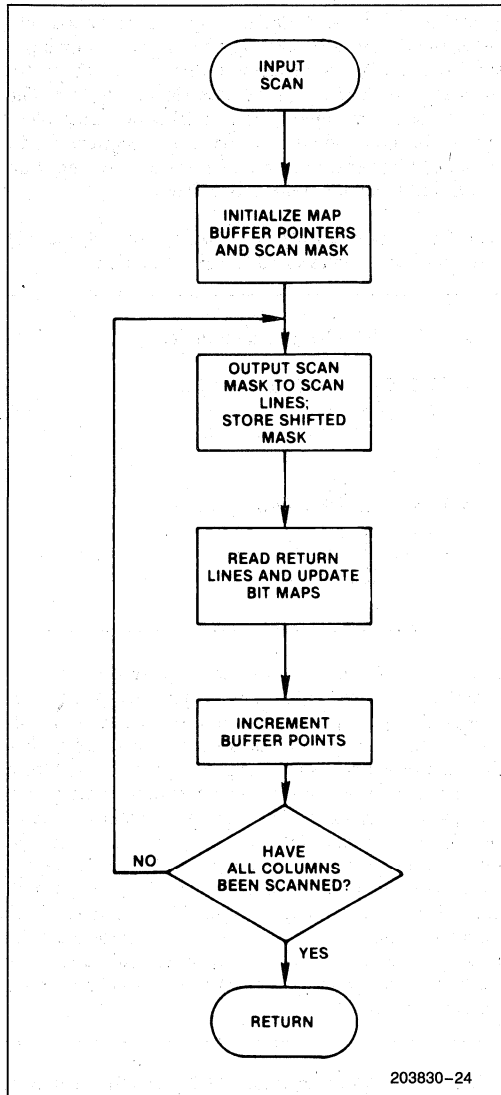 INPUT
SCAN
INITIALIZE MAP
BUFFER POINTERS
AND SCAN MASK
OUTPUT SCAN
MASK TO SCAN
LINES;
STORE SHIFTED
MASK
READ RETURN
LINES AND UPDATE
BIT MAPS
INCREMENT
BUFFER POINTS
HAVE
ALL COLUMNS
BEEN SCANNED?
NO
YES
RETURN
203830-24